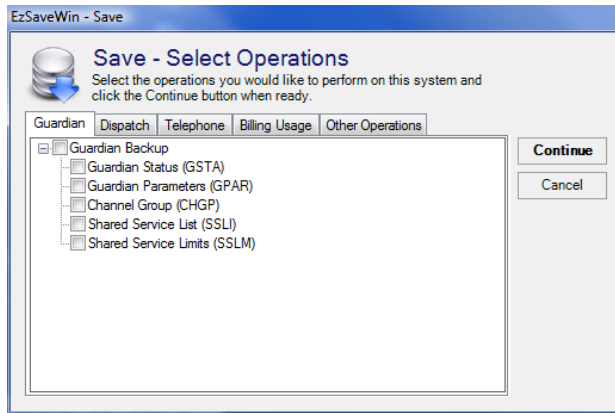 EzSaveWin - Save
Save - Select Operations
Select the operations you would like to perform on this system and
click the Continue button when ready.
Guardian Dispatch Telephone Billing Usage Other Operations
Guardian Backup
Guardian Status (GSTA)
Guardian Parameters (GPAR)
Channel Group (CHGP)
Shared Service List (SSLI)
Shared Service Limits (SSLM)
Continue
Cancel